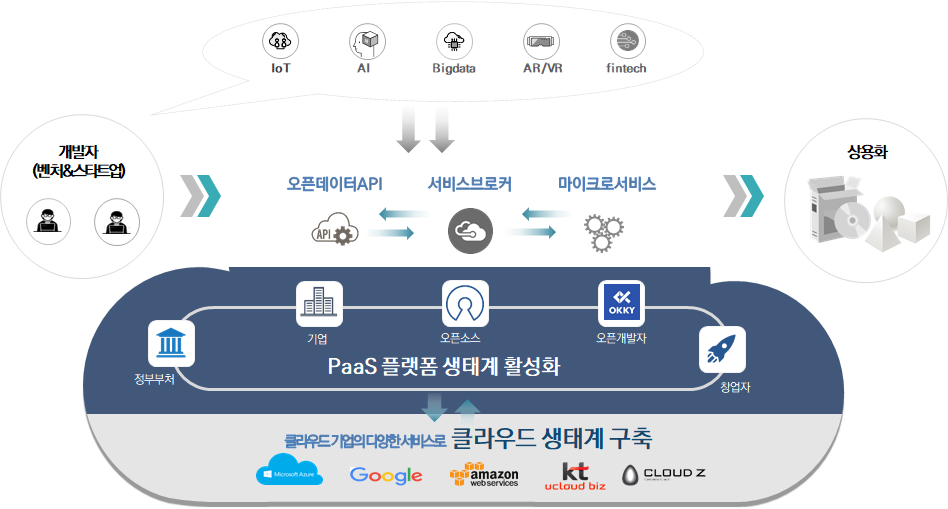 IoT
AI
Bigdata
AR/VR
fintech
개발자
(벤처&스타트업)
상용화
오픈데이터API
서비스브로커
마이크로서비스
API
OKKY
기업
오픈소스
오픈개발자
정부부처
창업자
PaaS 플랫폼 생태계 활성화
클라우드 기업의 다양한 서비스로 클라우드 생태계 구축
Microsoft Azure
Google
amazon
web services
kt
ucloud biz
CLOUD Z